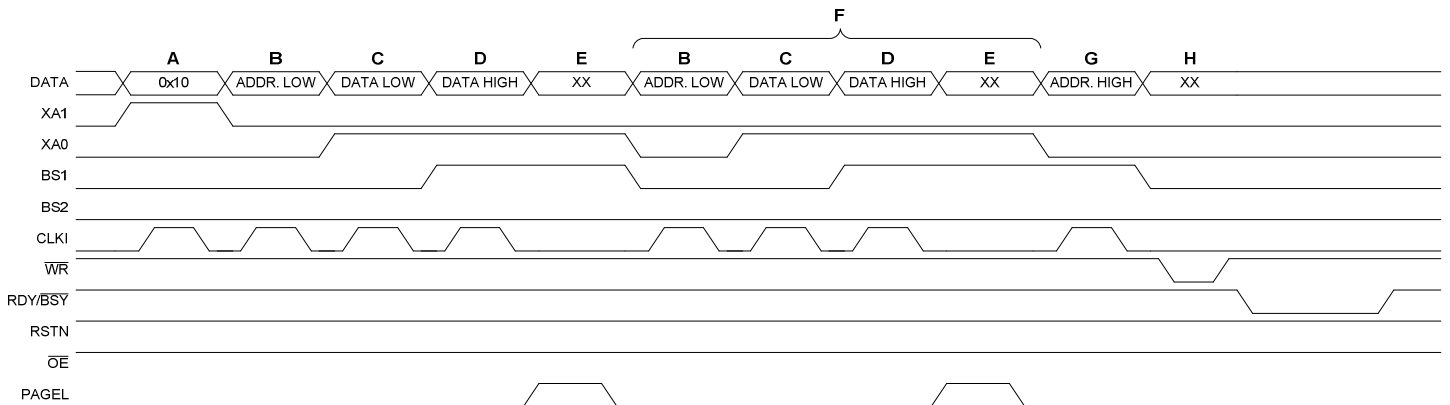 F
A B C D E B C D E G H
DATA 0x10 ADDR. LOW DATA LOW DATA HIGH XX ADDR. LOW DATA LOW DATA HIGH XX ADDR. HIGH XX
XA1
XA0
BS1
BS2
CLKI
WR
RDY/BSY
RSTN
OE
PAGEL